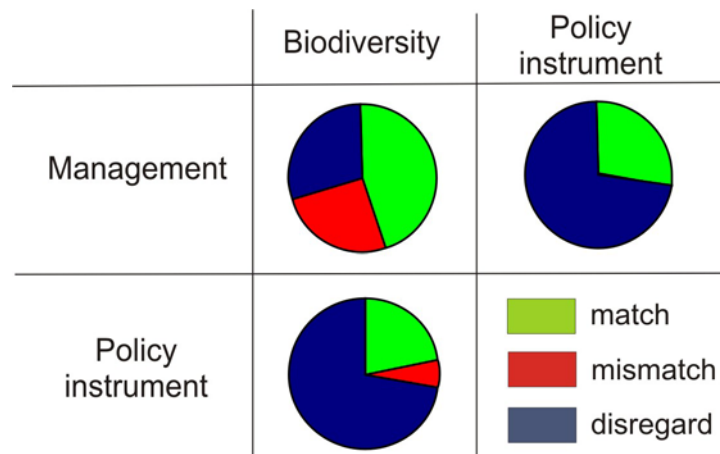 Biodiversity
Policy
instrument
Management
Policy
instrument
match
mismatch
disregard